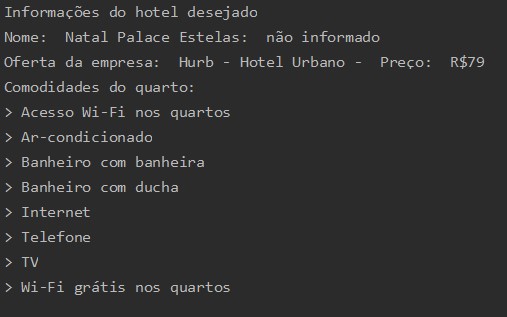 Informações do hotel desejado
Nome:  Natal Palace Estelas:  não informado
Oferta da empresa:  Hurb - Hotel Urbano -  Preço:  R$79
Comodidades do quarto:
> Acesso Wi-Fi nos quartos
> Ar-condicionado
> Banheiro com banheira
> Banheiro com ducha
> Internet
> Telefone
> TV
> Wi-Fi grátis nos quartos